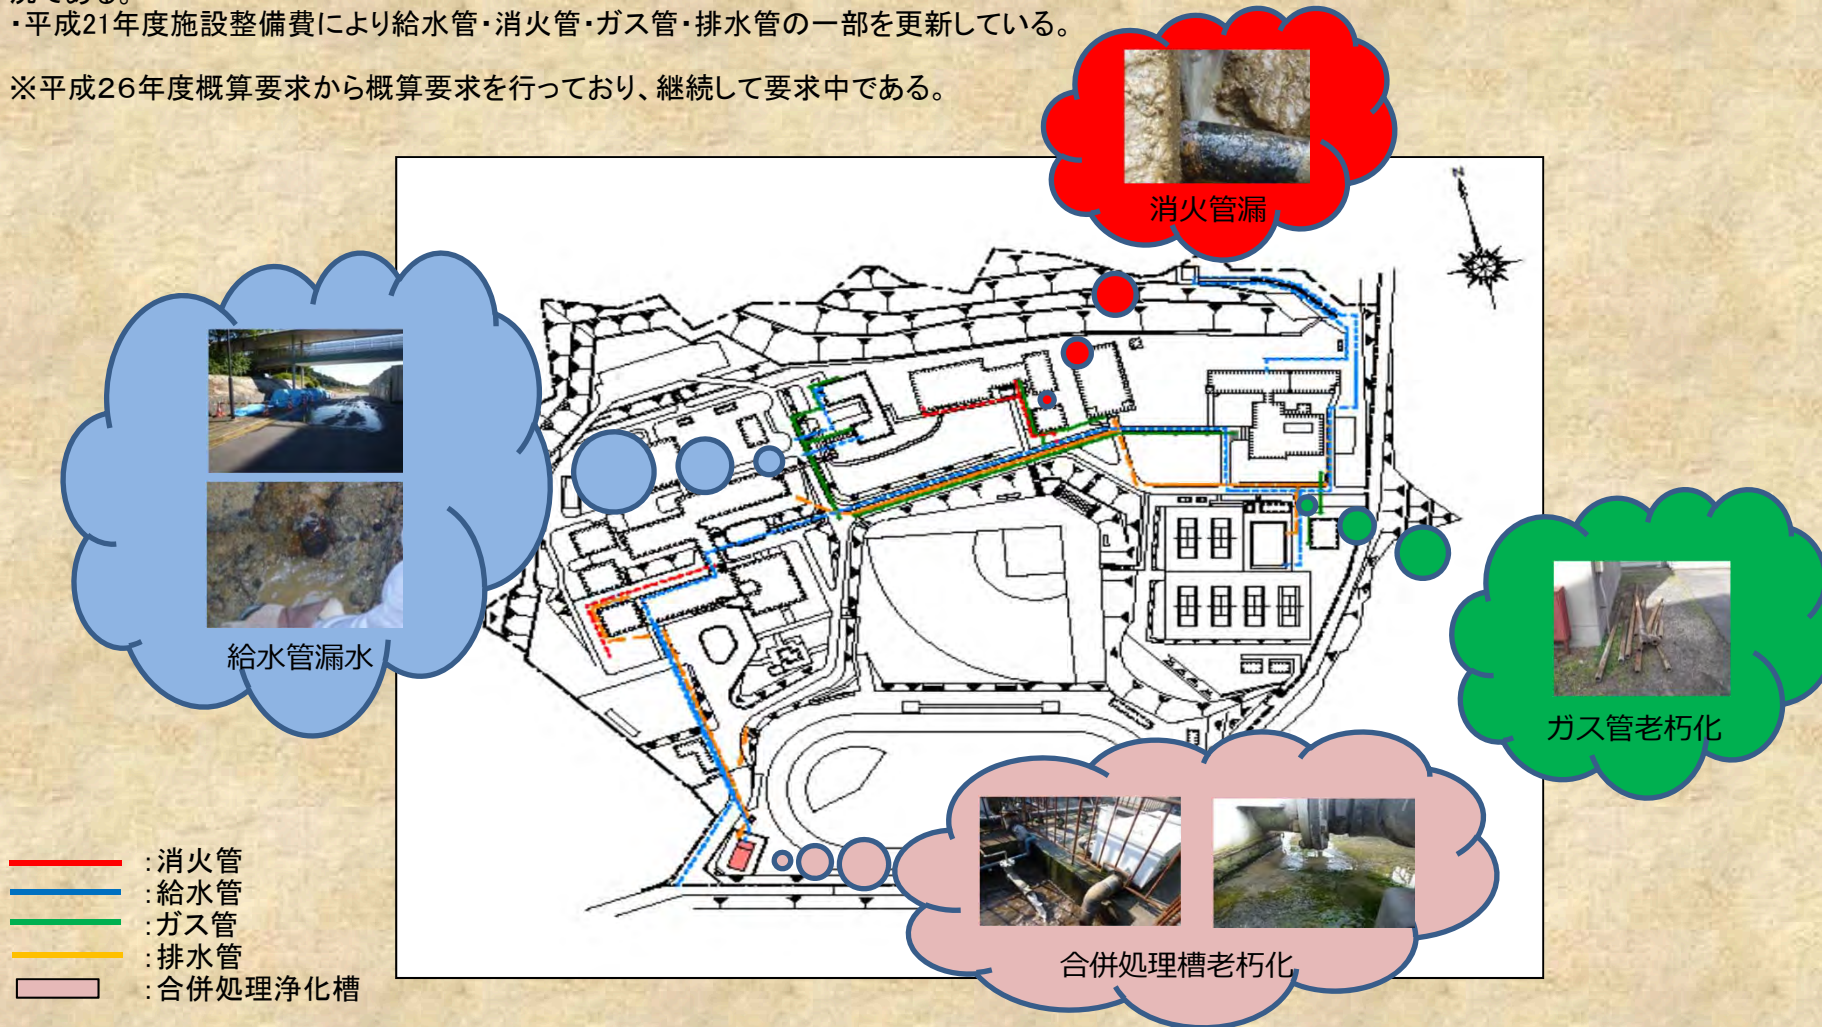 況である。
・平成21年度施設整備費により給水管・消火管・ガス管・排水管の一部を更新している。
※平成２６年度概算要求から概算要求を行っており、継続して要求中である。
消火管漏
N
給水管漏水
ガス管老朽化
合併処理槽老朽化
：消火管
：給水管
：ガス管
：排水管
：合併処理浄化槽